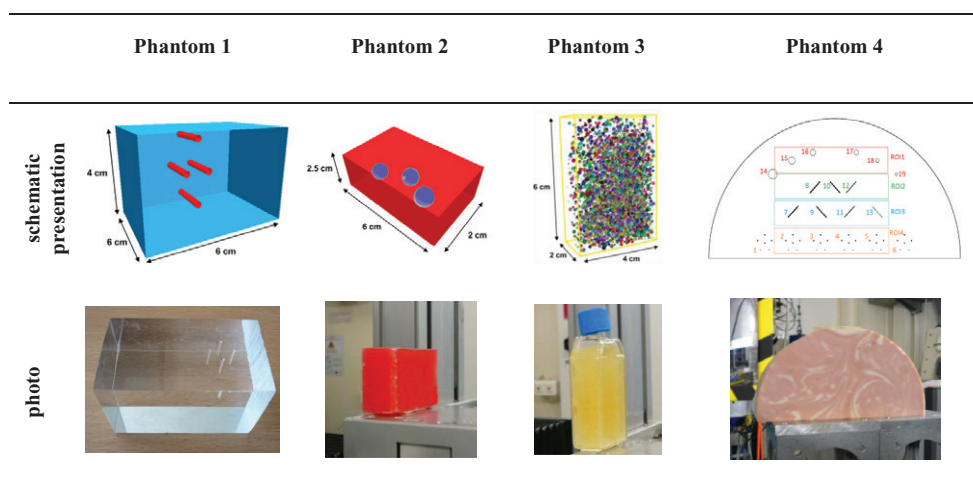 Phantom 1 Phantom 2 Phantom 3 Phantom 4
schematic
presentation
4 cm
6 cm
6 cm
2.5 cm
6 cm
2 cm
6 cm
2 cm
4 cm
16 17
15 18 ROI1
14 19
8 10 12 ROI2
7 9 11 13 ROI3
2 3 4 5 ROI4
1 6
photo